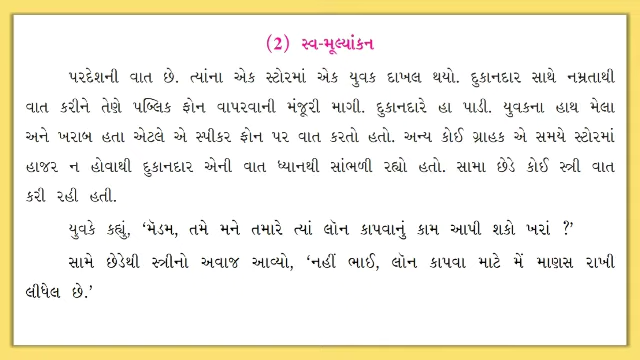 (2) સ્વ-મૂલ્યાંકન
પરદેશની વાત છે. ત્યાંના એક સ્ટોરમાં એક યુવક દાખલ થયો. દુકાનદાર સાથે નમ્રતાથી
વાત કરીને તેણે પબ્લિક ફોન વાપરવાની મંજૂરી માગી. દુકાનદારે હા પાડી. યુવકના હાથ મેલા
અને ખરાબ હતા એટલે એ સ્પીકર ફોન પર વાત કરતો હતો. અન્ય કોઈ ગ્રાહક એ સમયે સ્ટોરમાં
હાજર ન હોવાથી દુકાનદાર એની વાત ધ્યાનથી સાંભળી રહ્યો હતો. સામા છેડે કોઈ સ્ત્રી વાત
કરી રહી હતી.
યુવકે કહ્યું, ‘મૅડમ, તમે મને તમારે ત્યાં લૉન કાપવાનું કામ આપી શકો ખરાં ?’
સામે છેડેથી સ્ત્રીનો અવાજ આવ્યો, ‘નહીં ભાઈ, લૉન કાપવા માટે મેં માણસ રાખી
લીધેલ છે.’